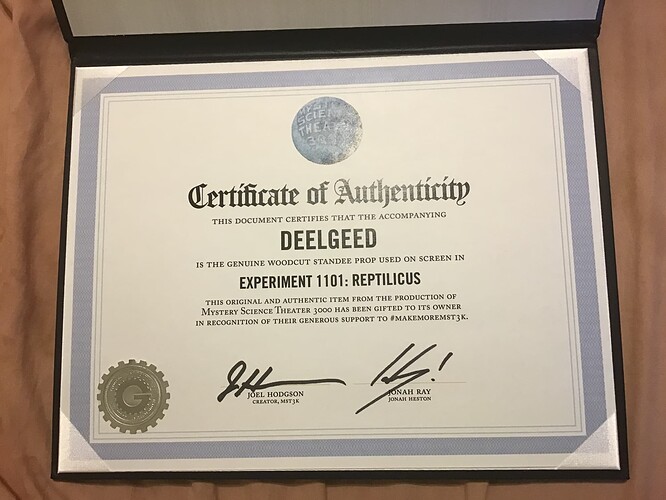 SCIENCE
THEATER
3000
Certificate of Authenticity
THIS DOCUMENT CERTIFIES THAT THE ACCOMPANYING
DEELGEED
IS THE GENUINE WOODCUT STANDEE PROP USED ON SCREEN IN
EXPERIMENT 1101: REPTILICUS
THIS ORIGINAL AND AUTHENTIC ITEM FROM THE PRODUCTION OF
MYSTERY SCIENCE THEATER 3000 HAS BEEN GIFTED TO ITS OWNER
IN RECOGNITION OF THEIR GENEROUS SUPPORT TO #MAKEMOREMST3K.
JOEL HODGSON
CREATOR, MST3K
JONAH RAY
JONAH HESTON
G